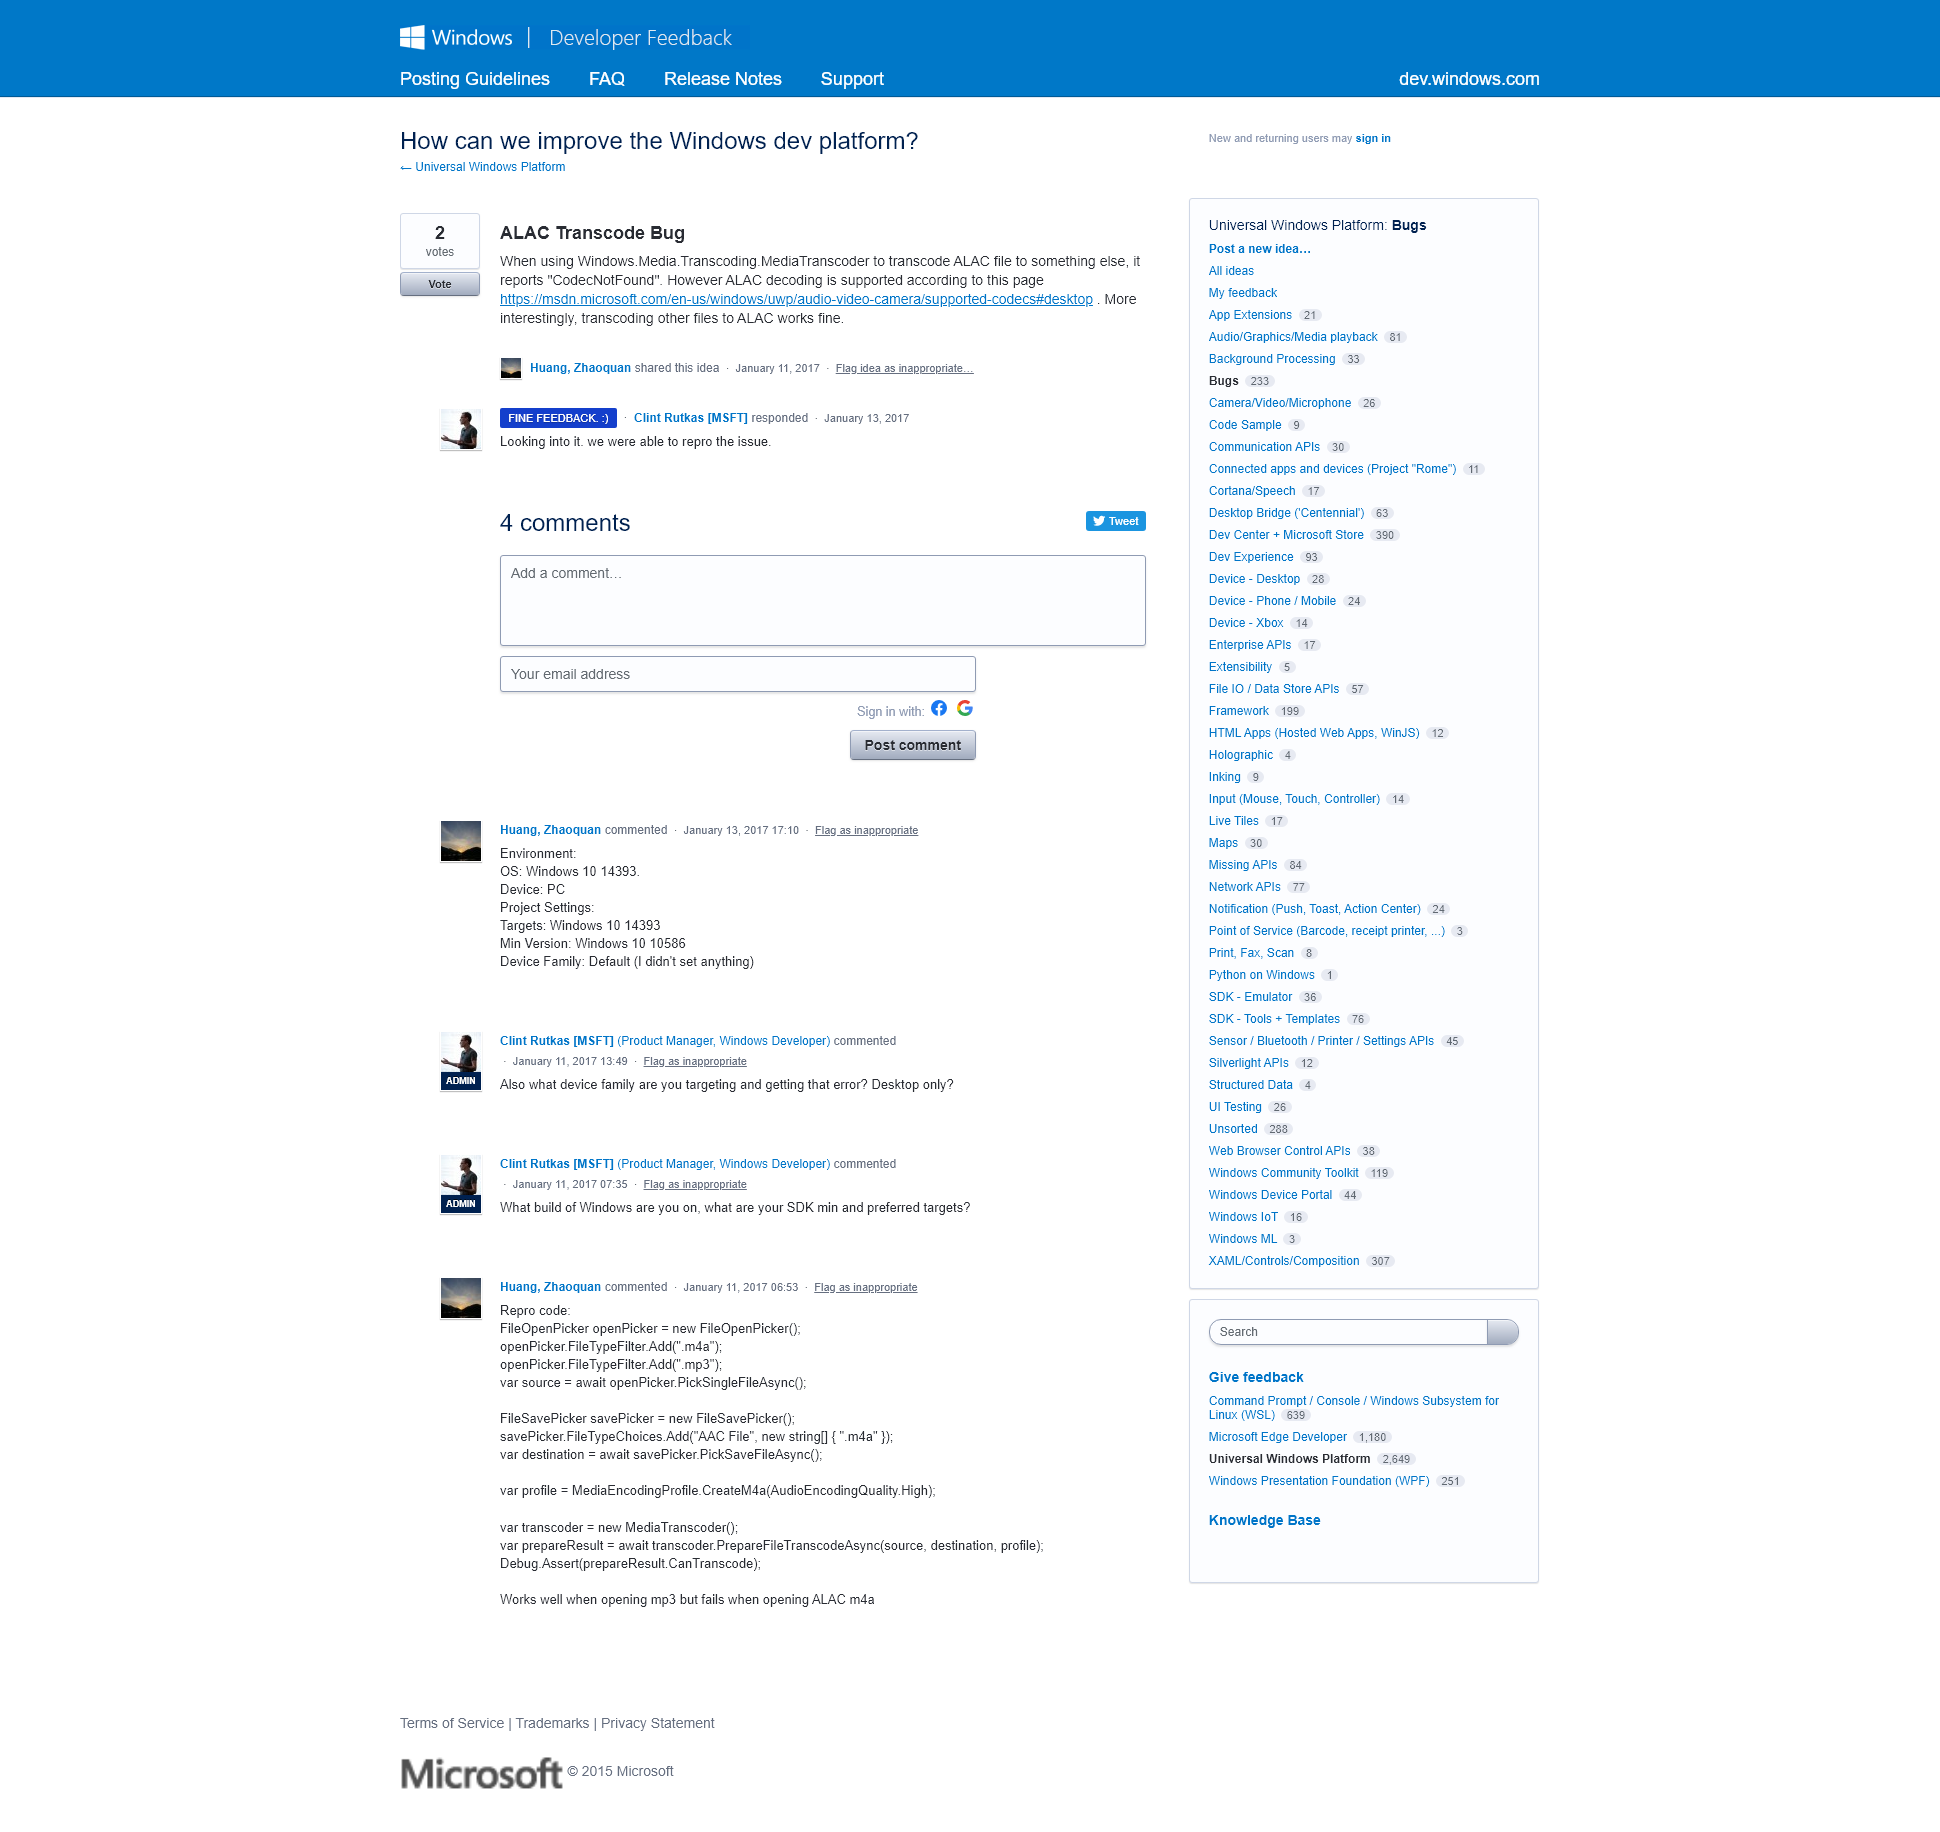 Windows | Developer Feedback
Posting Guidelines FAQ Release Notes Support dev.windows.com
How can we improve the Windows dev platform?
← Universal Windows Platform
New and returning users may sign in
2
votes
Vote
ALAC Transcode Bug
When using Windows.Media.Transcoding.MediaTranscoder to transcode ALAC file to something else, it
reports "CodecNotFound". However ALAC decoding is supported according to this page
https://msdn.microsoft.com/en-us/windows/uwp/audio-video-camera/supported-codecs#desktop . More
interestingly, transcoding other files to ALAC works fine.
Huang, Zhaoquan shared this idea · January 11, 2017 · Flag idea as inappropriate…
FINE FEEDBACK. :) · Clint Rutkas [MSFT] responded · January 13, 2017
Looking into it. we were able to repro the issue.
4 comments
Tweet
Add a comment…
Your email address
Sign in with:
Post comment
Huang, Zhaoquan commented · January 13, 2017 17:10 · Flag as inappropriate
Environment:
OS: Windows 10 14393.
Device: PC
Project Settings:
Targets: Windows 10 14393
Min Version: Windows 10 10586
Device Family: Default (I didn't set anything)
Clint Rutkas [MSFT] (Product Manager, Windows Developer) commented
· January 11, 2017 13:49 · Flag as inappropriate
ADMIN
Also what device family are you targeting and getting that error? Desktop only?
Clint Rutkas [MSFT] (Product Manager, Windows Developer) commented
· January 11, 2017 07:35 · Flag as inappropriate
ADMIN
What build of Windows are you on, what are your SDK min and preferred targets?
Huang, Zhaoquan commented · January 11, 2017 06:53 · Flag as inappropriate
Repro code:
FileOpenPicker openPicker = new FileOpenPicker();
openPicker.FileTypeFilter.Add(".m4a");
openPicker.FileTypeFilter.Add(".mp3");
var source = await openPicker.PickSingleFileAsync();
FileSavePicker savePicker = new FileSavePicker();
savePicker.FileTypeChoices.Add("AAC File", new string[] { ".m4a" });
var destination = await savePicker.PickSaveFileAsync();
var profile = MediaEncodingProfile.CreateM4a(AudioEncodingQuality.High);
var transcoder = new MediaTranscoder();
var prepareResult = await transcoder.PrepareFileTranscodeAsync(source, destination, profile);
Debug.Assert(prepareResult.CanTranscode);
Works well when opening mp3 but fails when opening ALAC m4a
Universal Windows Platform: Bugs
Post a new idea…
All ideas
My feedback
App Extensions 21
Audio/Graphics/Media playback 81
Background Processing 33
Bugs 233
Camera/Video/Microphone 26
Code Sample 9
Communication APIs 30
Connected apps and devices (Project "Rome") 11
Cortana/Speech 17
Desktop Bridge ('Centennial') 63
Dev Center + Microsoft Store 390
Dev Experience 93
Device - Desktop 28
Device - Phone / Mobile 24
Device - Xbox 14
Enterprise APIs 17
Extensibility 5
File IO / Data Store APIs 57
Framework 199
HTML Apps (Hosted Web Apps, WinJS) 12
Holographic 4
Inking 9
Input (Mouse, Touch, Controller) 14
Live Tiles 17
Maps 30
Missing APIs 84
Network APIs 77
Notification (Push, Toast, Action Center) 24
Point of Service (Barcode, receipt printer, ...) 3
Print, Fax, Scan 8
Python on Windows 1
SDK - Emulator 36
SDK - Tools + Templates 76
Sensor / Bluetooth / Printer / Settings APIs 45
Silverlight APIs 12
Structured Data 4
UI Testing 26
Unsorted 288
Web Browser Control APIs 38
Windows Community Toolkit 119
Windows Device Portal 44
Windows IoT 16
Windows ML 3
XAML/Controls/Composition 307
Search
Give feedback
Command Prompt / Console / Windows Subsystem for
Linux (WSL) 639
Microsoft Edge Developer 1,180
Universal Windows Platform 2,649
Windows Presentation Foundation (WPF) 251
Knowledge Base
Terms of Service | Trademarks | Privacy Statement
Microsoft © 2015 Microsoft